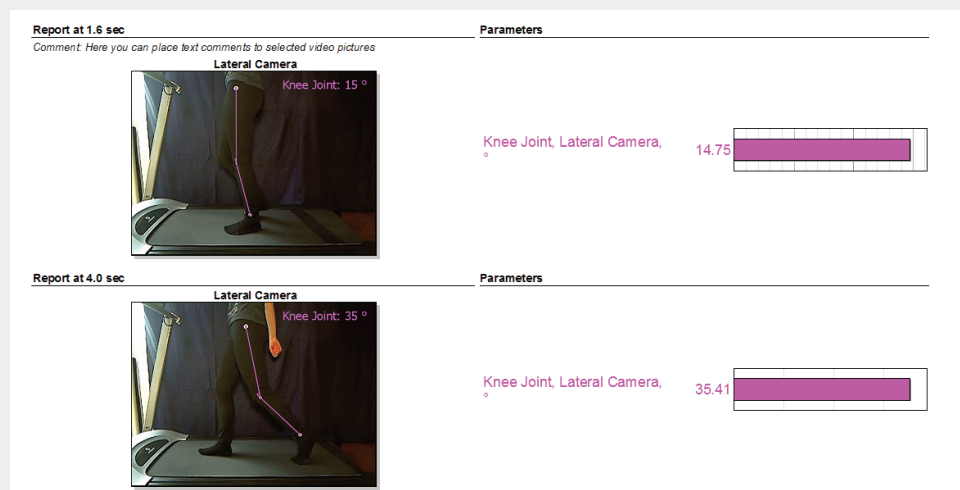 Report at 1.6 sec
Parameters
Comment: Here you can place text comments to selected video pictures
Lateral Camera
Knee Joint: 15 º
Knee Joint, Lateral Camera,
º
14.75
Report at 4.0 sec
Parameters
Lateral Camera
Knee Joint: 35 º
Knee Joint, Lateral Camera,
º
35.41